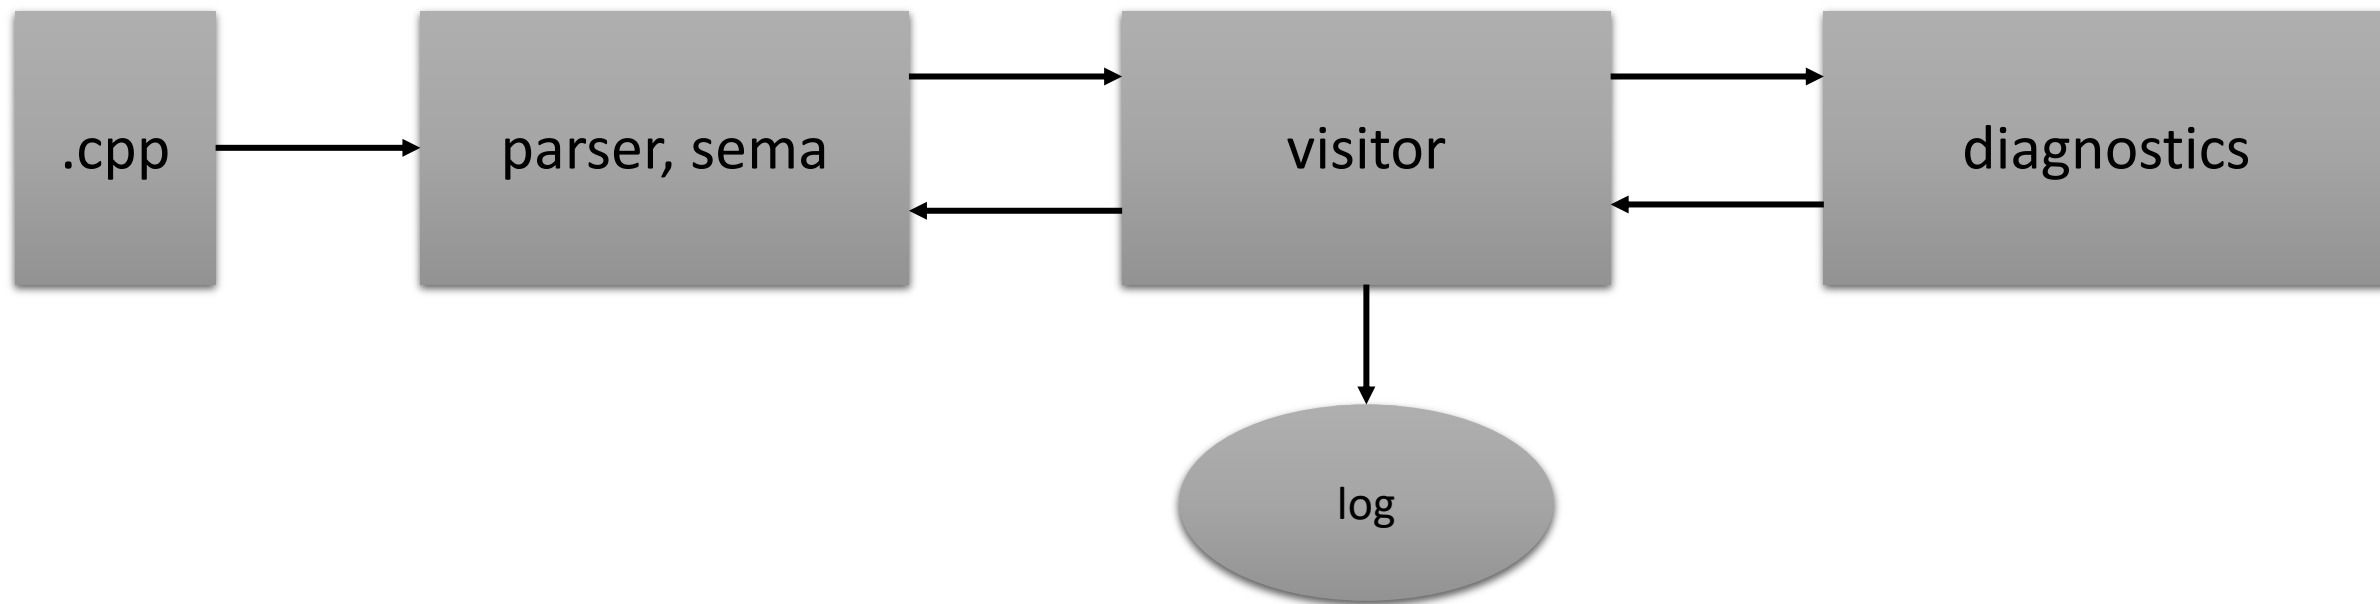 .cpp
parser, sema
visitor
diagnostics
log